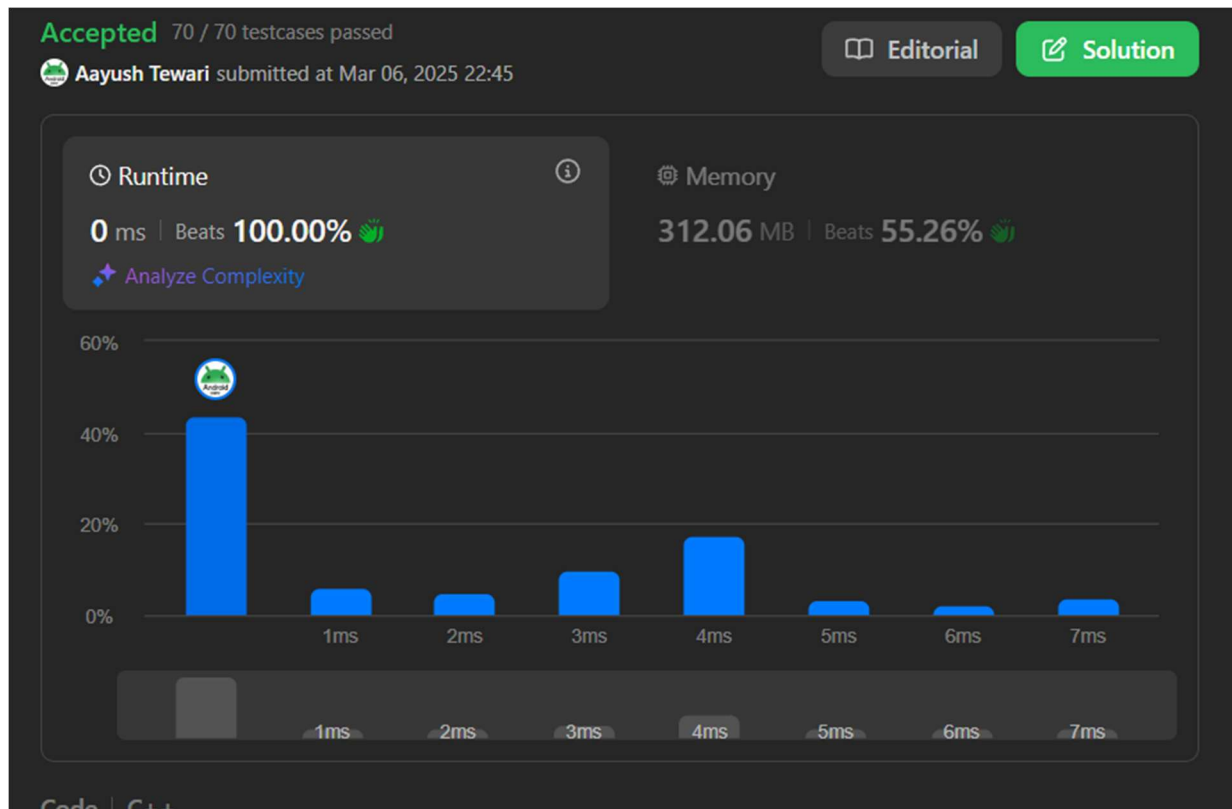 Accepted 70 / 70 testcases passed
Editorial
Solution
Aayush Tewari submitted at Mar 06, 2025 22:45
Runtime
0 ms | Beats 100.00%
Analyze Complexity
Memory
312.06 MB | Beats 55.26%
60%
40%
20%
0%
Android
1ms 2ms 3ms 4ms 5ms 6ms 7ms
1ms 2ms 3ms 4ms 5ms 6ms 7ms
Code | C++